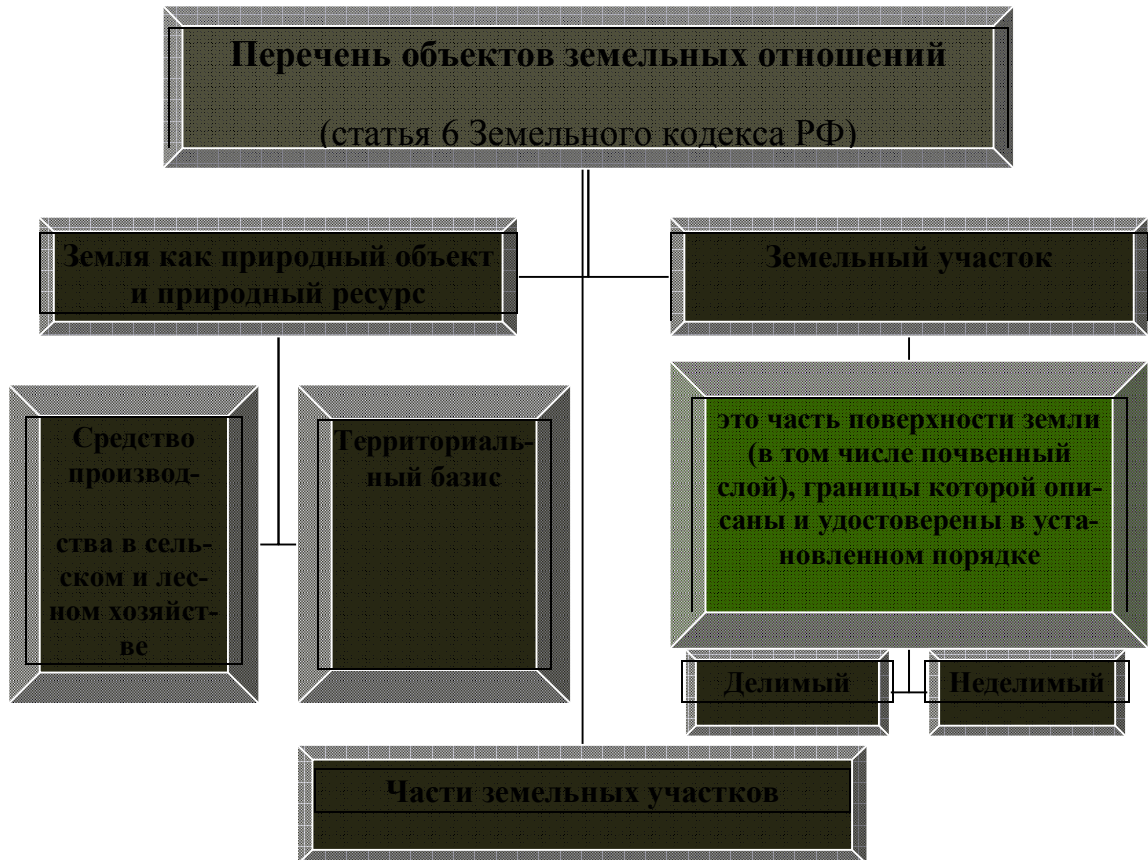 Перечень объектов земельных отношений
(статья 6 Земельного кодекса РФ)
Земля как природный объект
и природный ресурс
Земельный участок
Средство
производ-
ства в сель-
ском и лес-
ном хозяйст-
ве
Территориаль-
ный базис
это часть поверхности земли
(в том числе почвенный
слой), границы которой опи-
саны и удостоверены в уста-
новленном порядке
Делимый
Неделимый
Части земельных участков